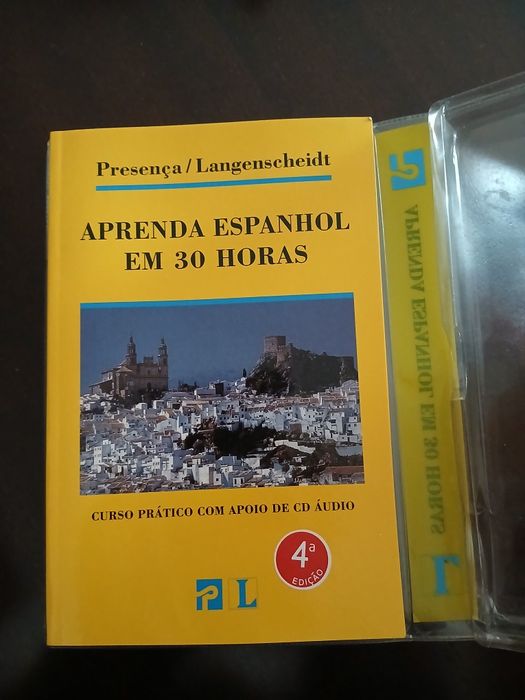 Presença / Langenscheidt
APRENDA ESPANHOL
EM 30 HORAS
CURSO PRÁTICO COM APOIO DE CD ÁUDIO
4ª
EDIÇÃO
P L
APRENDA ESPANHOL EM 30 HORAS
L